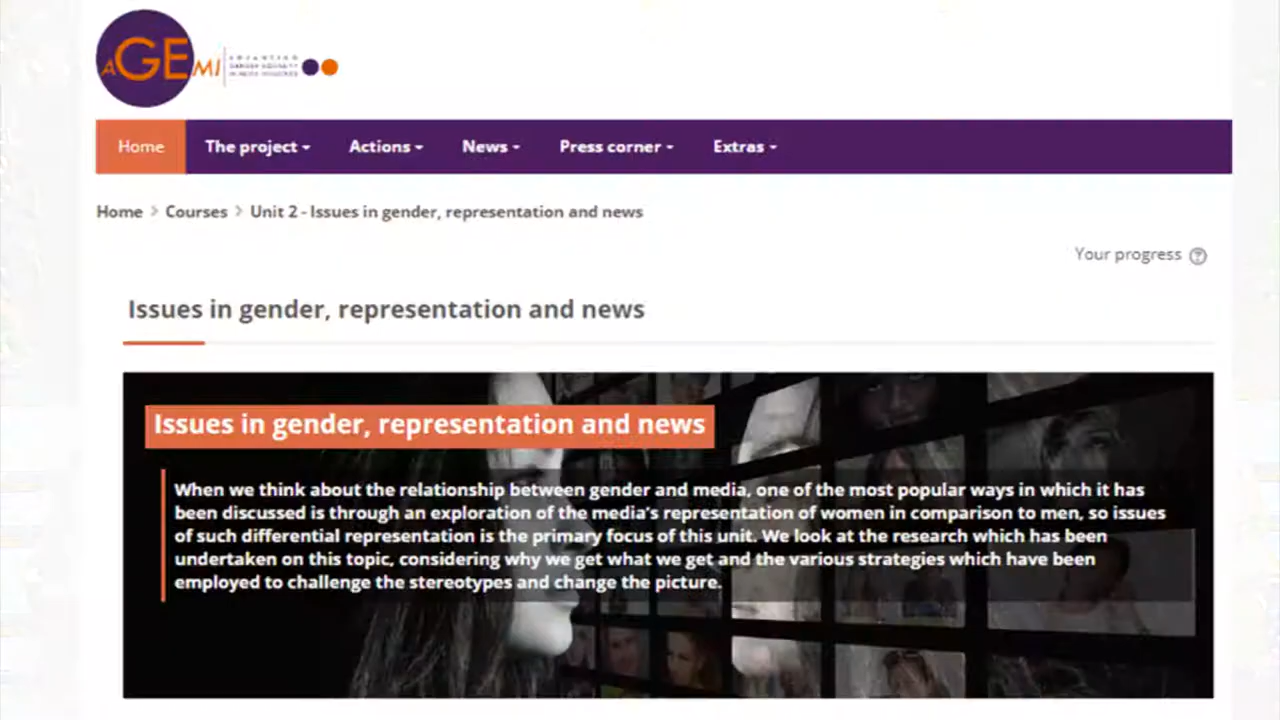 AGEMI
ADVANCING
GENDER EQUALITY
IN MEDIA INDUSTRIES
Home The project Actions News Press corner Extras
Home > Courses > Unit 2 - Issues in gender, representation and news
Your progress ?
Issues in gender, representation and news
Issues in gender, representation and news
When we think about the relationship between gender and media, one of the most popular ways in which it has
been discussed is through an exploration of the media's representation of women in comparison to men, so issues
of such differential representation is the primary focus of this unit. We look at the research which has been
undertaken on this topic, considering why we get what we get and the various strategies which have been
employed to challenge the stereotypes and change the picture.